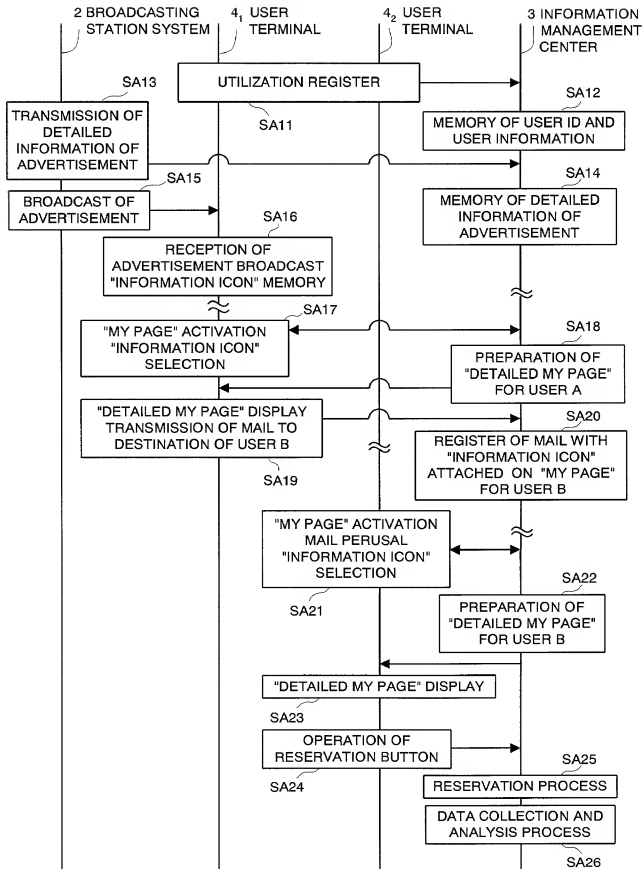 2 BROADCASTING
STATION SYSTEM
4₁ USER
TERMINAL
4₂ USER
TERMINAL
3 INFORMATION
MANAGEMENT
CENTER
UTILIZATION REGISTER
SA11
SA12
MEMORY OF USER ID AND
USER INFORMATION
SA13
TRANSMISSION OF
DETAILED
INFORMATION OF
ADVERTISEMENT
SA14
MEMORY OF DETAILED
INFORMATION OF
ADVERTISEMENT
SA15
BROADCAST OF
ADVERTISEMENT
SA16
RECEPTION OF
ADVERTISEMENT BROADCAST
"INFORMATION ICON" MEMORY
SA17
"MY PAGE" ACTIVATION
"INFORMATION ICON"
SELECTION
SA18
PREPARATION OF
"DETAILED MY PAGE"
FOR USER A
"DETAILED MY PAGE" DISPLAY
TRANSMISSION OF MAIL TO
DESTINATION OF USER B
SA19
SA20
REGISTER OF MAIL WITH
"INFORMATION ICON"
ATTACHED ON "MY PAGE"
FOR USER B
"MY PAGE" ACTIVATION
MAIL PERUSAL
"INFORMATION ICON"
SELECTION
SA21
SA22
PREPARATION OF
"DETAILED MY PAGE"
FOR USER B
"DETAILED MY PAGE" DISPLAY
SA23
OPERATION OF
RESERVATION BUTTON
SA24
SA25
RESERVATION PROCESS
DATA COLLECTION AND
ANALYSIS PROCESS
SA26